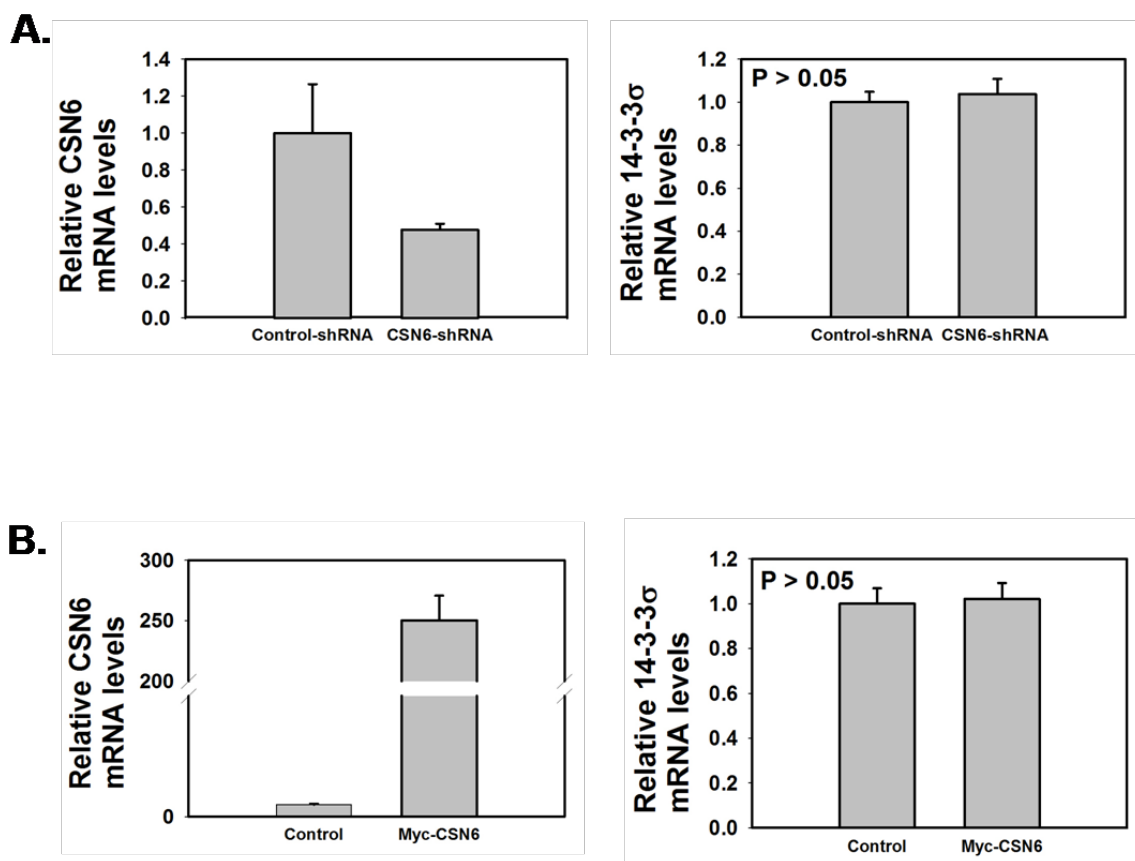 A.
Relative CSN6
mRNA levels
1.4
1.2
1.0
0.8
0.6
0.4
0.2
0.0
Control-shRNA CSN6-shRNA
Relative 14-3-3σ
mRNA levels
1.2
1.0
0.8
0.6
0.4
0.2
0.0
P > 0.05
Control-shRNA CSN6-shRNA
B.
Relative CSN6
mRNA levels
300
250
200
0
Control Myc-CSN6
Relative 14-3-3σ
mRNA levels
1.2
1.0
0.8
0.6
0.4
0.2
0.0
P > 0.05
Control Myc-CSN6